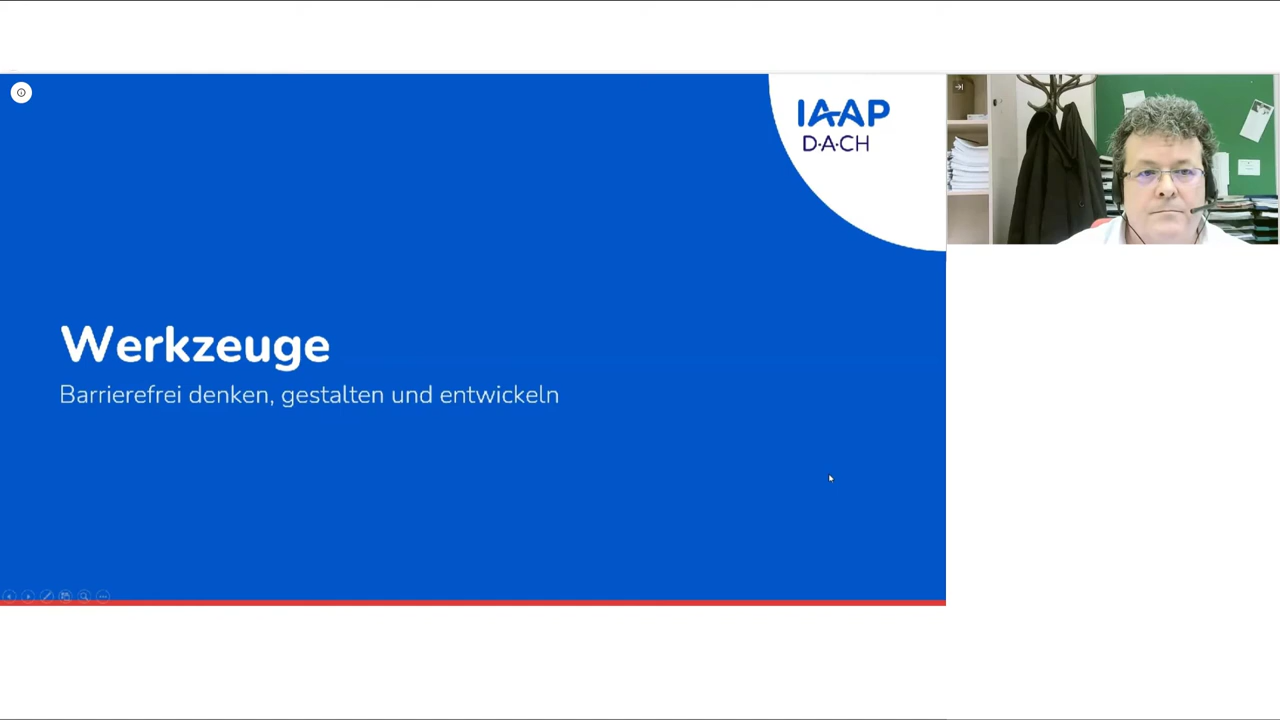 IAAP
D·A·CH
Werkzeuge
Barrierefrei denken, gestalten und entwickeln